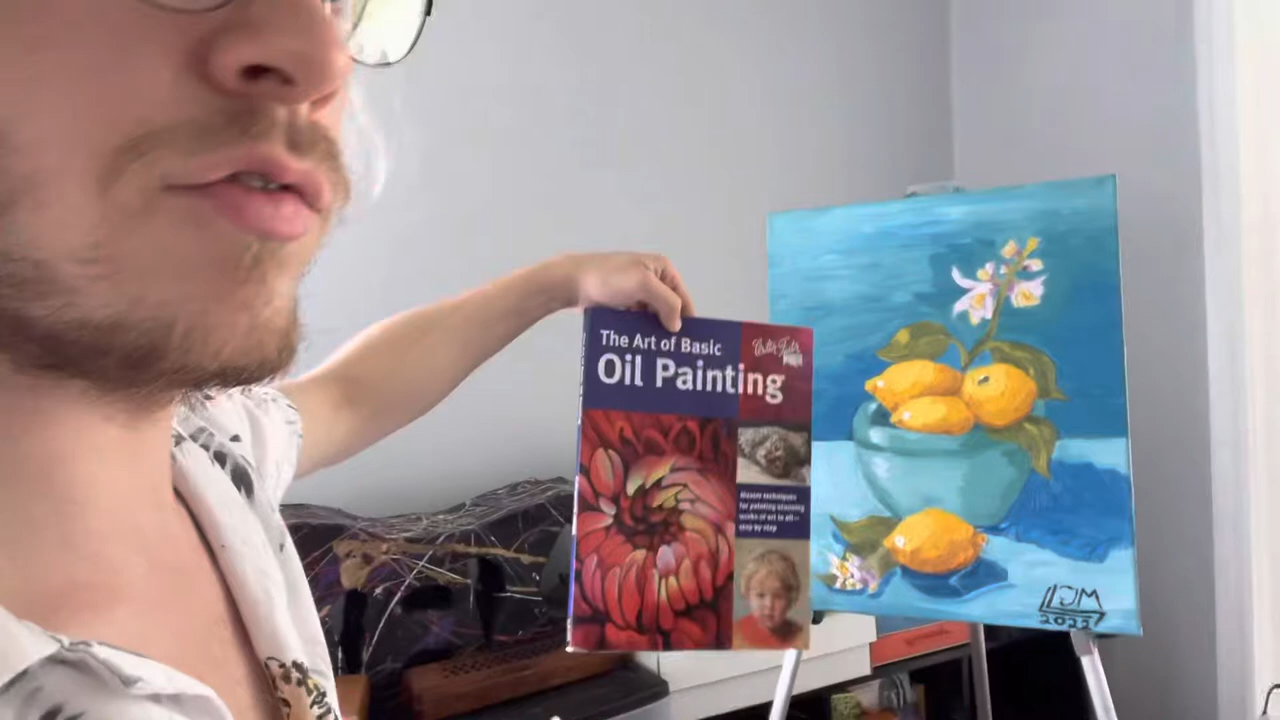 The Art of Basic
Oil Painting
Walter Foster
Master techniques
for painting stunning
works of art in oil—
step by step
LJM
2022